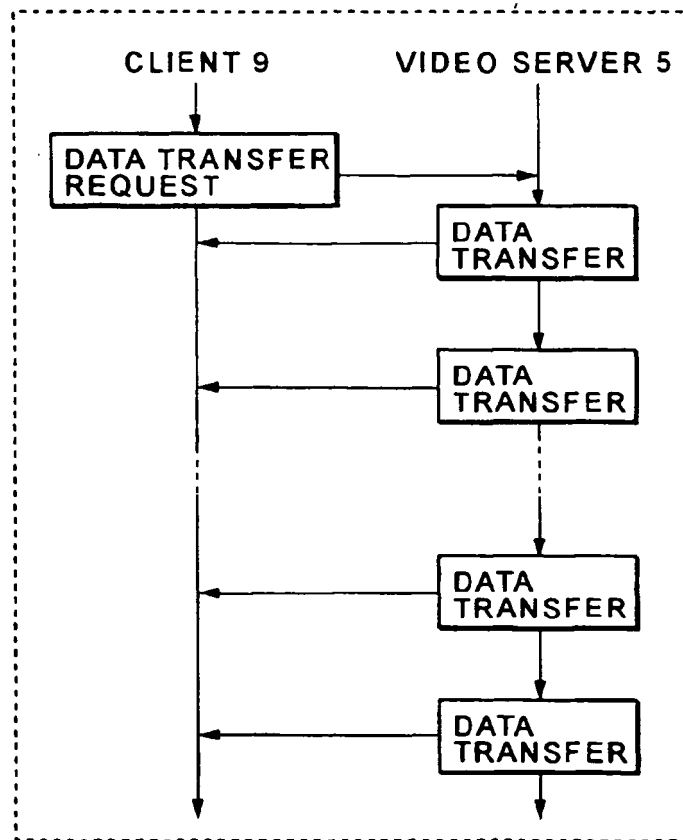 CLIENT 9
VIDEO SERVER 5
DATA TRANSFER
REQUEST
DATA
TRANSFER
DATA
TRANSFER
DATA
TRANSFER
DATA
TRANSFER